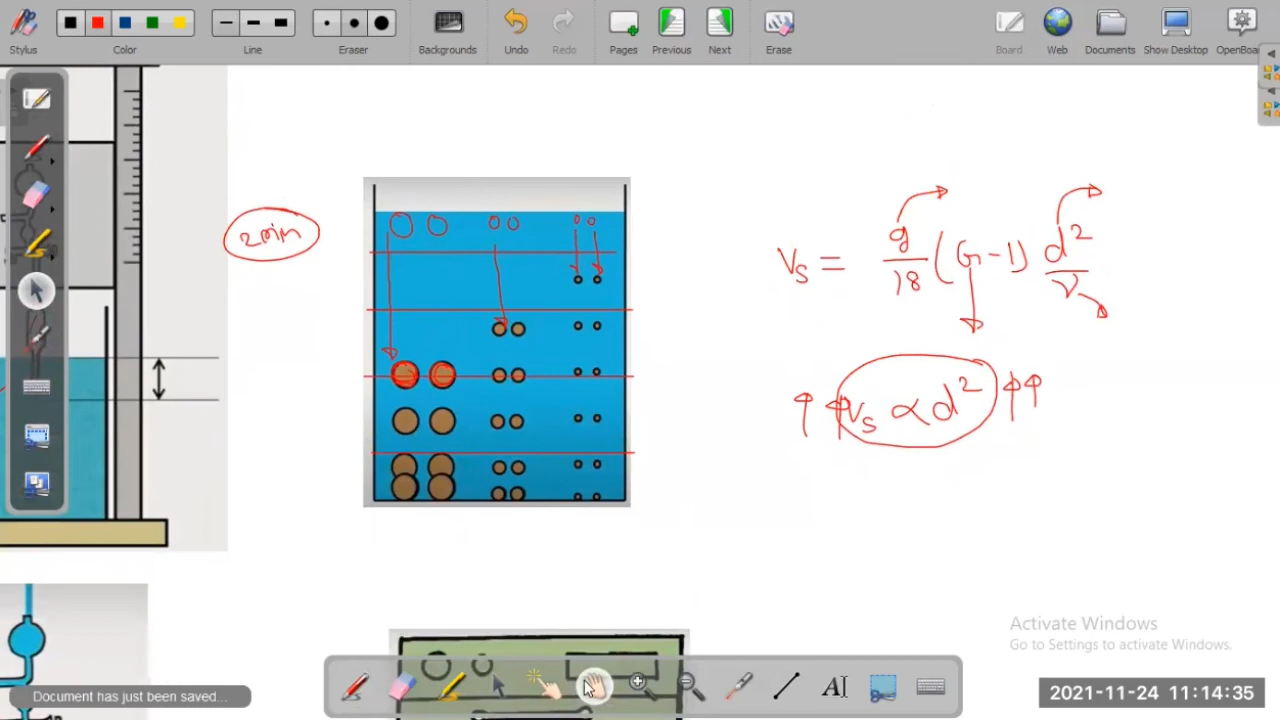 Stylus
Color
Line
Eraser
Backgrounds
Undo
Redo
Pages
Previous
Next
Erase
Board
Web
Documents
Show Desktop
OpenBoa
2 min
Vs = g/18 (G-1) d²/ν
Vs ∝ d²
Activate Windows
Go to Settings to activate Windows.
Document has just been saved...
2021-11-24 11:14:35